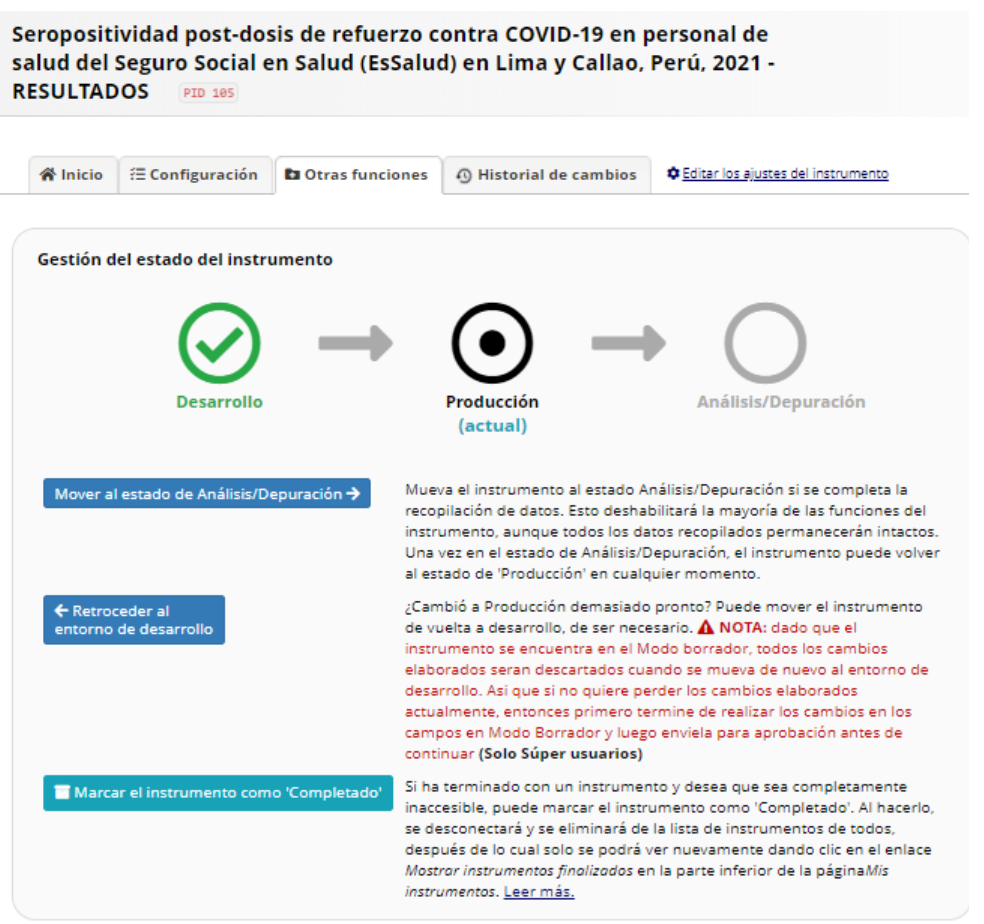 Seropositividad post-dosis de refuerzo contra COVID-19 en personal de
salud del Seguro Social en Salud (EsSalud) en Lima y Callao, Perú, 2021 -
RESULTADOS PID 105
Inicio Configuración Otras funciones Historial de cambios Editar los ajustes del instrumento
Gestión del estado del instrumento
Desarrollo Producción Análisis/Depuración
(actual)
Mover al estado de Análisis/Depuración →
Mueva el instrumento al estado Análisis/Depuración si se completa la
recopilación de datos. Esto deshabilitará la mayoría de las funciones del
instrumento, aunque todos los datos recopilados permanecerán intactos.
Una vez en el estado de Análisis/Depuración, el instrumento puede volver
al estado de 'Producción' en cualquier momento.
← Retroceder al
entorno de desarrollo
¿Cambió a Producción demasiado pronto? Puede mover el instrumento
de vuelta a desarrollo, de ser necesario. NOTA: dado que el
instrumento se encuentra en el Modo borrador, todos los cambios
elaborados seran descartados cuando se mueva de nuevo al entorno de
desarrollo. Asi que si no quiere perder los cambios elaborados
actualmente, entonces primero termine de realizar los cambios en los
campos en Modo Borrador y luego enviela para aprobación antes de
continuar (Solo Súper usuarios)
Marcar el instrumento como 'Completado'
Si ha terminado con un instrumento y desea que sea completamente
inaccesible, puede marcar el instrumento como 'Completado'. Al hacerlo,
se desconectará y se eliminará de la lista de instrumentos de todos,
después de lo cual solo se podrá ver nuevamente dando clic en el enlace
Mostrar instrumentos finalizados en la parte inferior de la páginaMis
instrumentos. Leer más.